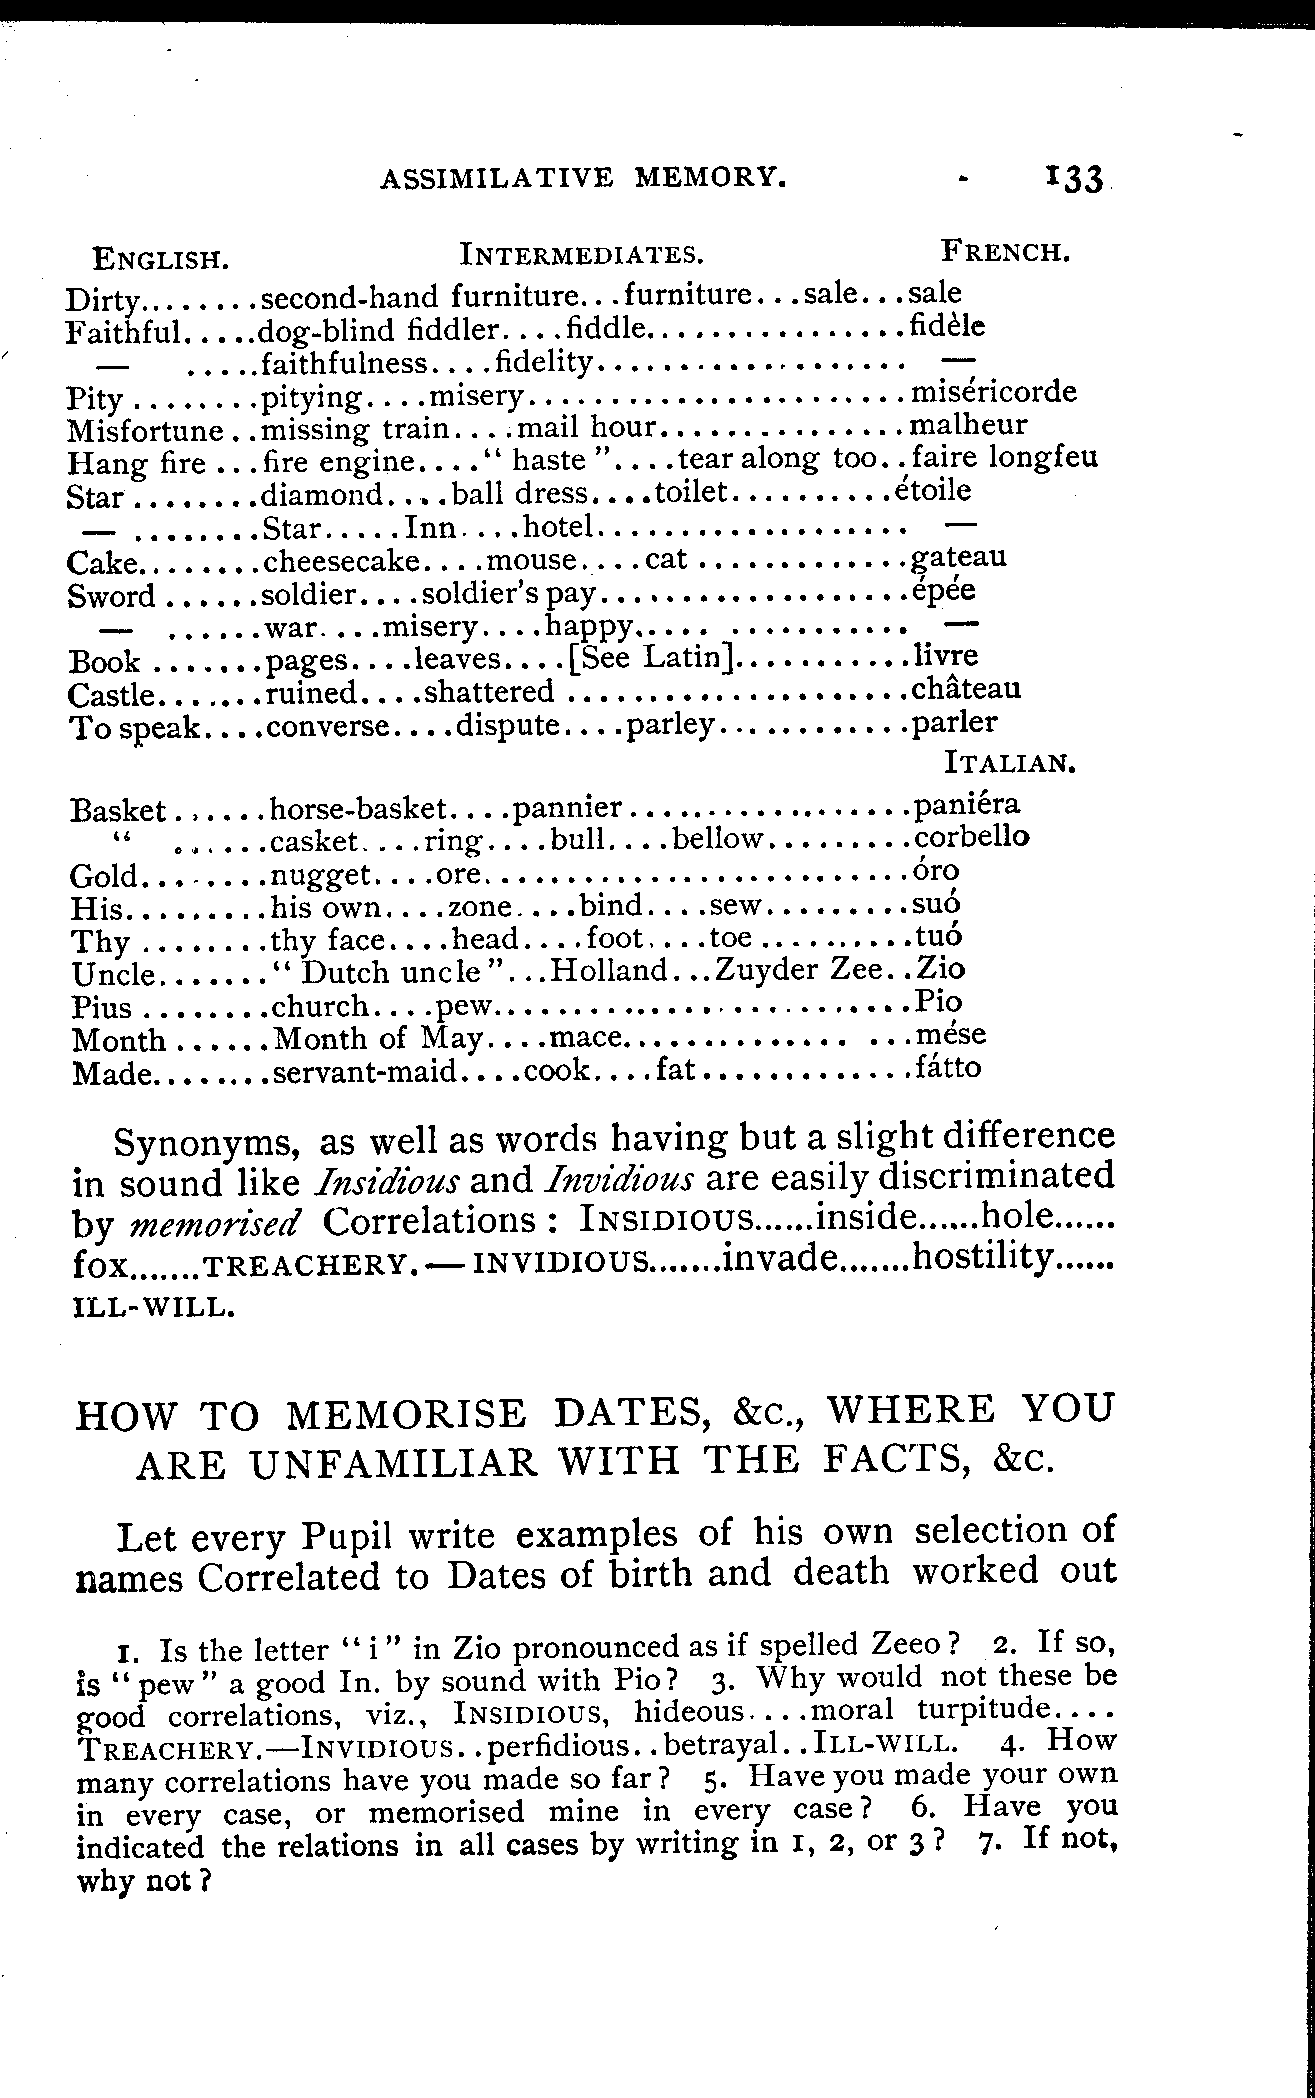 ASSIMILATIVE MEMORY. 133
ENGLISH. INTERMEDIATES. FRENCH.
Dirty........second-hand furniture...furniture...sale...sale
Faithful.....dog-blind fiddler....fiddle................fidèle
— .....faithfulness....fidelity................... —
Pity........pitying....misery.......................miséricorde
Misfortune..missing train....mail hour...............malheur
Hang fire...fire engine...."haste"....tear along too..faire longfeu
Star........diamond....ball dress....toilet..........étoile
— ........Star.....Inn....hotel................... —
Cake........cheesecake....mouse....cat.............gateau
Sword......soldier....soldier's pay...................épée
— ......war....misery....happy..... ........... —
Book.......pages....leaves....[See Latin]...........livre
Castle.......ruined....shattered.....................château
To speak....converse....dispute....parley............parler
ITALIAN.
Basket......horse-basket....pannier..................paniéra
" ......casket....ring....bull....bellow.........corbello
Gold........nugget....ore..........................óro
His.........his own....zone....bind....sew.........suó
Thy........thy face....head....foot....toe..........tuó
Uncle......."Dutch uncle"...Holland...Zuyder Zee..Zio
Pius........church....pew..........................Pio
Month......Month of May....mace.............. ...mése
Made........servant-maid....cook....fat.............fátto
Synonyms, as well as words having but a slight difference
in sound like Insidious and Invidious are easily discriminated
by memorised Correlations: INSIDIOUS......inside......hole......
fox.......TREACHERY.—INVIDIOUS.......invade.......hostility......
ILL-WILL.
HOW TO MEMORISE DATES, &c., WHERE YOU
ARE UNFAMILIAR WITH THE FACTS, &c.
Let every Pupil write examples of his own selection of
names Correlated to Dates of birth and death worked out
1. Is the letter "i" in Zio pronounced as if spelled Zeeo? 2. If so,
is "pew" a good In. by sound with Pio? 3. Why would not these be
good correlations, viz., INSIDIOUS, hideous....moral turpitude....
TREACHERY.—INVIDIOUS..perfidious..betrayal..ILL-WILL. 4. How
many correlations have you made so far? 5. Have you made your own
in every case, or memorised mine in every case? 6. Have you
indicated the relations in all cases by writing in 1, 2, or 3? 7. If not,
why not?